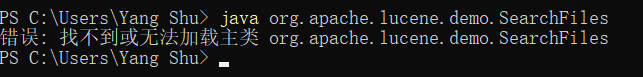 PS C:\Users\Yang Shu> java org.apache.lucene.demo.SearchFiles
错误: 找不到或无法加载主类 org.apache.lucene.demo.SearchFiles
PS C:\Users\Yang Shu>